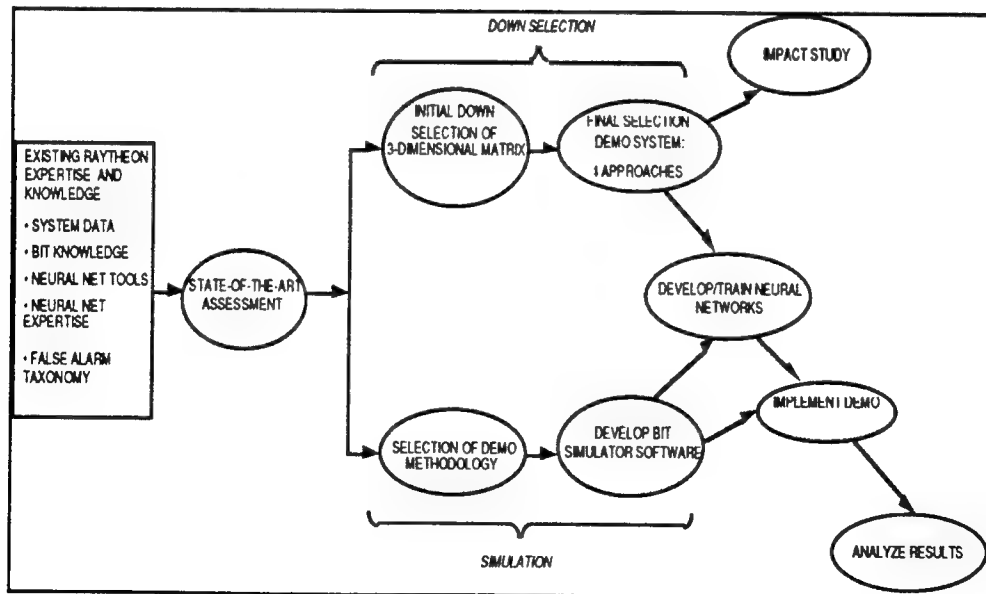 DOWN SELECTION
IMPACT STUDY
INITIAL DOWN
SELECTION OF
3-DIMENSIONAL MATRIX
FINAL SELECTION
DEMO SYSTEM:
APPROACHES
EXISTING RAYTHEON
EXPERTISE AND
KNOWLEDGE
• SYSTEM DATA
• BIT KNOWLEDGE
• NEURAL NET TOOLS
• NEURAL NET
EXPERTISE
• FALSE ALARM
TAXONOMY
STATE-OF-THE-ART
ASSESSMENT
DEVELOP/TRAIN NEURAL
NETWORKS
SELECTION OF DEMO
METHODOLOGY
DEVELOP BIT
SIMULATOR SOFTWARE
IMPLEMENT DEMO
SIMULATION
ANALYZE RESULTS